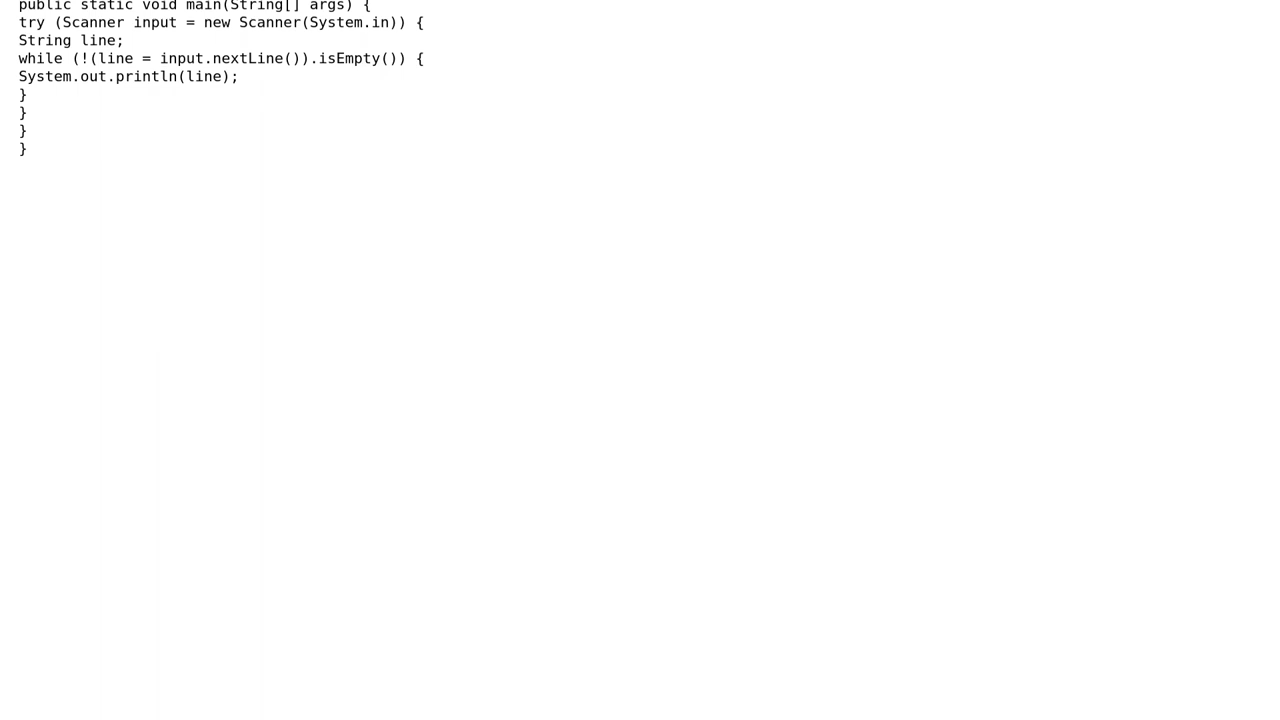 public static void main(String[] args) {
try (Scanner input = new Scanner(System.in)) {
String line;
while (!(line = input.nextLine()).isEmpty()) {
System.out.println(line);
}
}
}
}